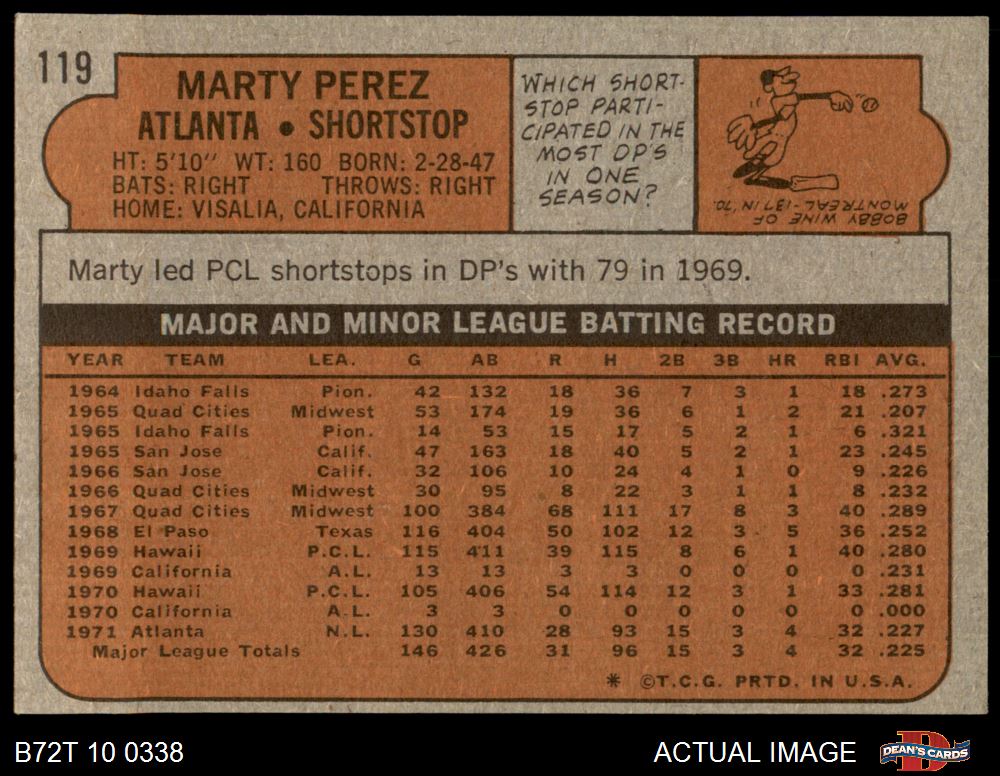 119
MARTY PEREZ
ATLANTA • SHORTSTOP
HT: 5'10" WT: 160 BORN: 2-28-47
BATS: RIGHT THROWS: RIGHT
HOME: VISALIA, CALIFORNIA
WHICH SHORT-
STOP PARTI-
CIPATED IN THE
MOST DP'S
IN ONE
SEASON?
BOBBY WINE OF
MONTREAL-137 IN '70.
Marty led PCL shortstops in DP's with 79 in 1969.
MAJOR AND MINOR LEAGUE BATTING RECORD
YEAR TEAM LEA. G AB R H 2B 3B HR RBI AVG.
1964 Idaho Falls Pion. 42 132 18 36 7 3 1 18 .273
1965 Quad Cities Midwest 53 174 19 36 6 1 2 21 .207
1965 Idaho Falls Pion. 14 53 15 17 5 2 1 6 .321
1965 San Jose Calif. 47 163 18 40 5 2 1 23 .245
1966 San Jose Calif. 32 106 10 24 4 1 0 9 .226
1966 Quad Cities Midwest 30 95 8 22 3 1 1 8 .232
1967 Quad Cities Midwest 100 384 68 111 17 8 3 40 .289
1968 El Paso Texas 116 404 50 102 12 3 5 36 .252
1969 Hawaii P.C.L. 115 411 39 115 8 6 1 40 .280
1969 California A.L. 13 13 3 3 0 0 0 0 .231
1970 Hawaii P.C.L. 105 406 54 114 12 3 1 33 .281
1970 California A.L. 3 3 0 0 0 0 0 0 .000
1971 Atlanta N.L. 130 410 28 93 15 3 4 32 .227
Major League Totals 146 426 31 96 15 3 4 32 .225
* ©T.C.G. PRTD. IN U.S.A.
B72T 10 0338
ACTUAL IMAGE
D
DEAN'S CARDS